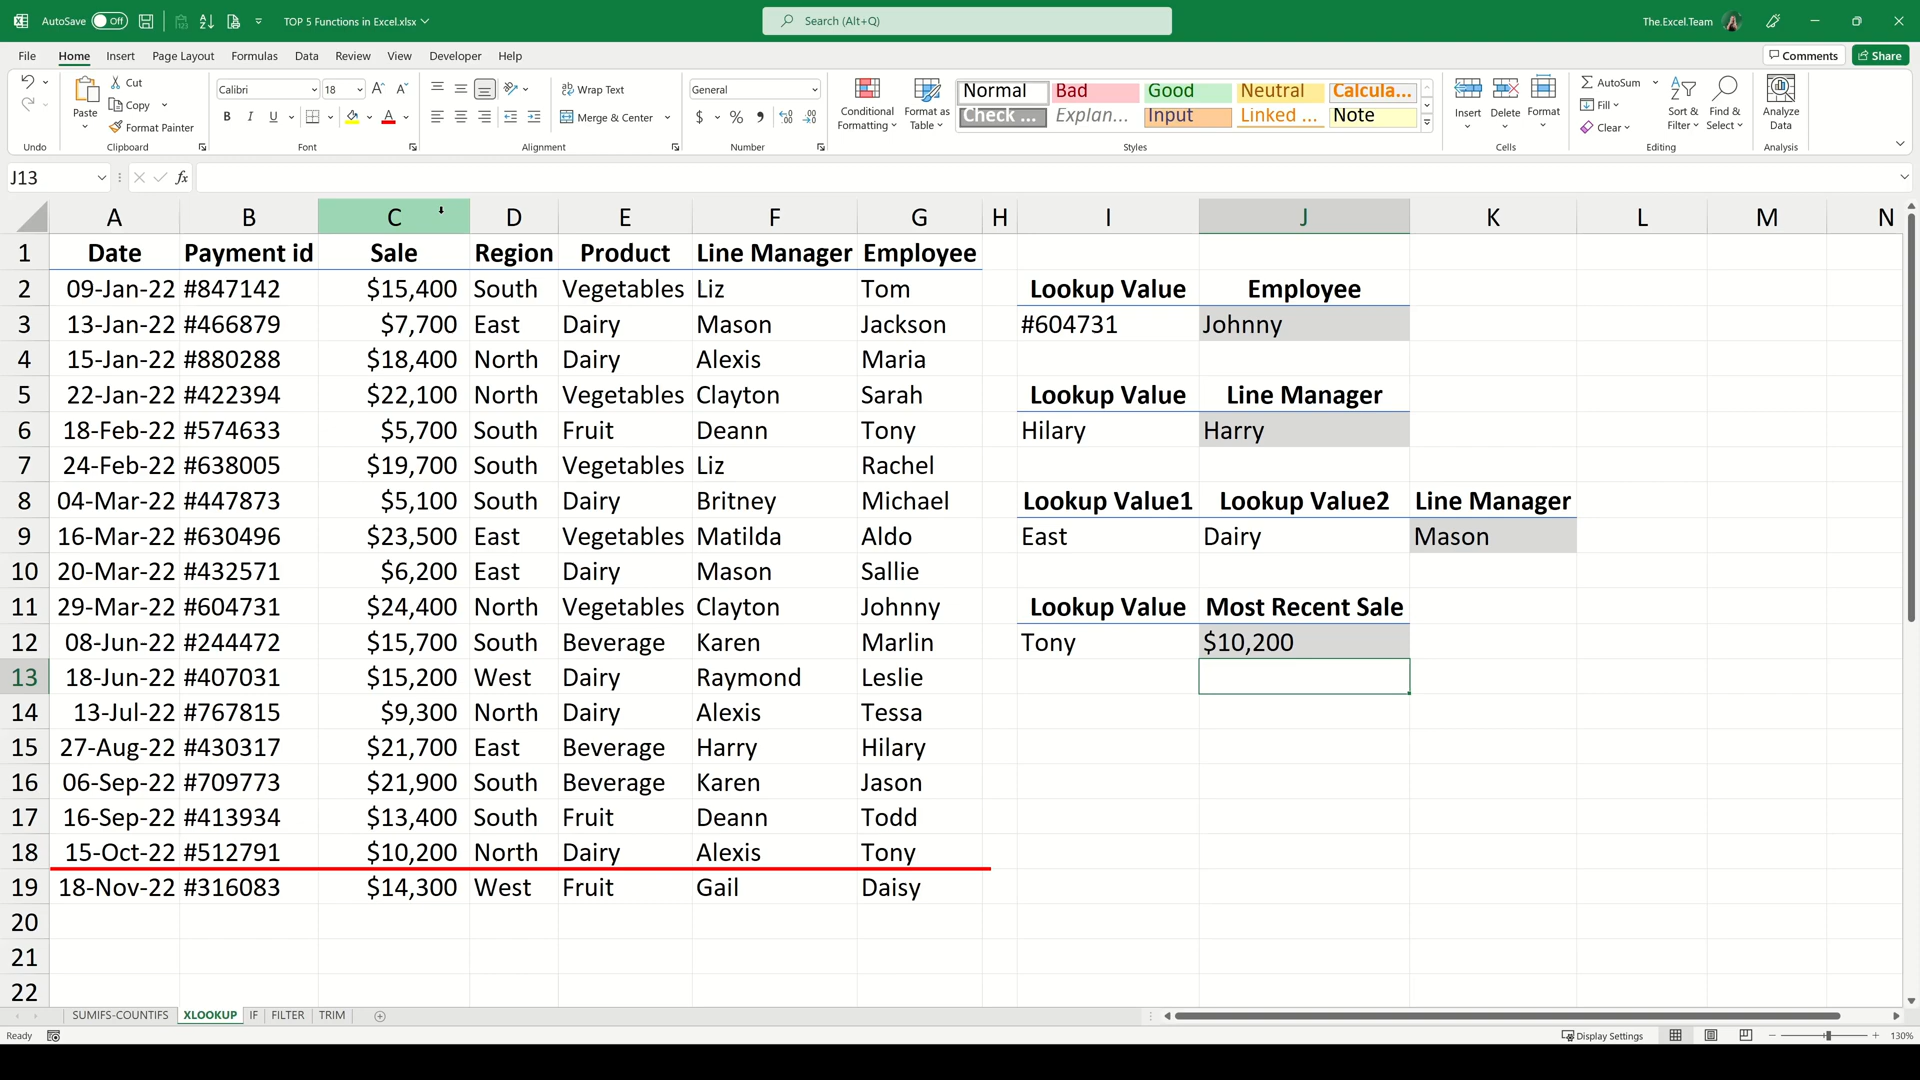 AutoSave Off TOP 5 Functions in Excel.xlsx Search (Alt+Q) The.Excel.Team
File Home Insert Page Layout Formulas Data Review View Developer Help Comments Share
Cut
Copy
Format Painter
Paste
Calibri 18
B I U
Wrap Text
Merge & Center
General
$ % 9
Conditional Formatting
Format as Table
Normal Bad Good Neutral Calcula...
Check ... Explan... Input Linked ... Note
Insert Delete Format
AutoSum
Fill
Clear
Sort & Filter
Find & Select
Analyze Data
Undo Clipboard Font Alignment Number Styles Cells Editing Analysis
J13 fx
A B C D E F G H I J K L M N
1 Date Payment id Sale Region Product Line Manager Employee
2 09-Jan-22 #847142 $15,400 South Vegetables Liz Tom Lookup Value Employee
3 13-Jan-22 #466879 $7,700 East Dairy Mason Jackson #604731 Johnny
4 15-Jan-22 #880288 $18,400 North Dairy Alexis Maria
5 22-Jan-22 #422394 $22,100 North Vegetables Clayton Sarah Lookup Value Line Manager
6 18-Feb-22 #574633 $5,700 South Fruit Deann Tony Hilary Harry
7 24-Feb-22 #638005 $19,700 South Vegetables Liz Rachel
8 04-Mar-22 #447873 $5,100 South Dairy Britney Michael Lookup Value1 Lookup Value2 Line Manager
9 16-Mar-22 #630496 $23,500 East Vegetables Matilda Aldo East Dairy Mason
10 20-Mar-22 #432571 $6,200 East Dairy Mason Sallie
11 29-Mar-22 #604731 $24,400 North Vegetables Clayton Johnny Lookup Value Most Recent Sale
12 08-Jun-22 #244472 $15,700 South Beverage Karen Marlin Tony $10,200
13 18-Jun-22 #407031 $15,200 West Dairy Raymond Leslie
14 13-Jul-22 #767815 $9,300 North Dairy Alexis Tessa
15 27-Aug-22 #430317 $21,700 East Beverage Harry Hilary
16 06-Sep-22 #709773 $21,900 South Beverage Karen Jason
17 16-Sep-22 #413934 $13,400 South Fruit Deann Todd
18 15-Oct-22 #512791 $10,200 North Dairy Alexis Tony
19 18-Nov-22 #316083 $14,300 West Fruit Gail Daisy
20
21
22
SUMIFS-COUNTIFS XLOOKUP IF FILTER TRIM
Ready Display Settings 130%